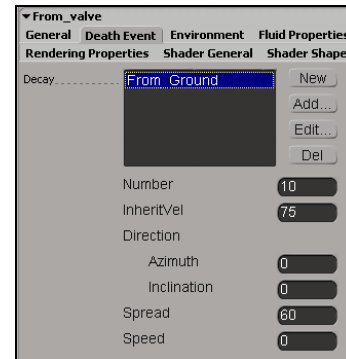 From_valve
General Death Event Environment Fluid Properties
Rendering Properties Shader General Shader Shape
Decay From_Ground New
Add...
Edit...
Del
Number 10
InheritVel 75
Direction
Azimuth 0
Inclination 0
Spread 60
Speed 0